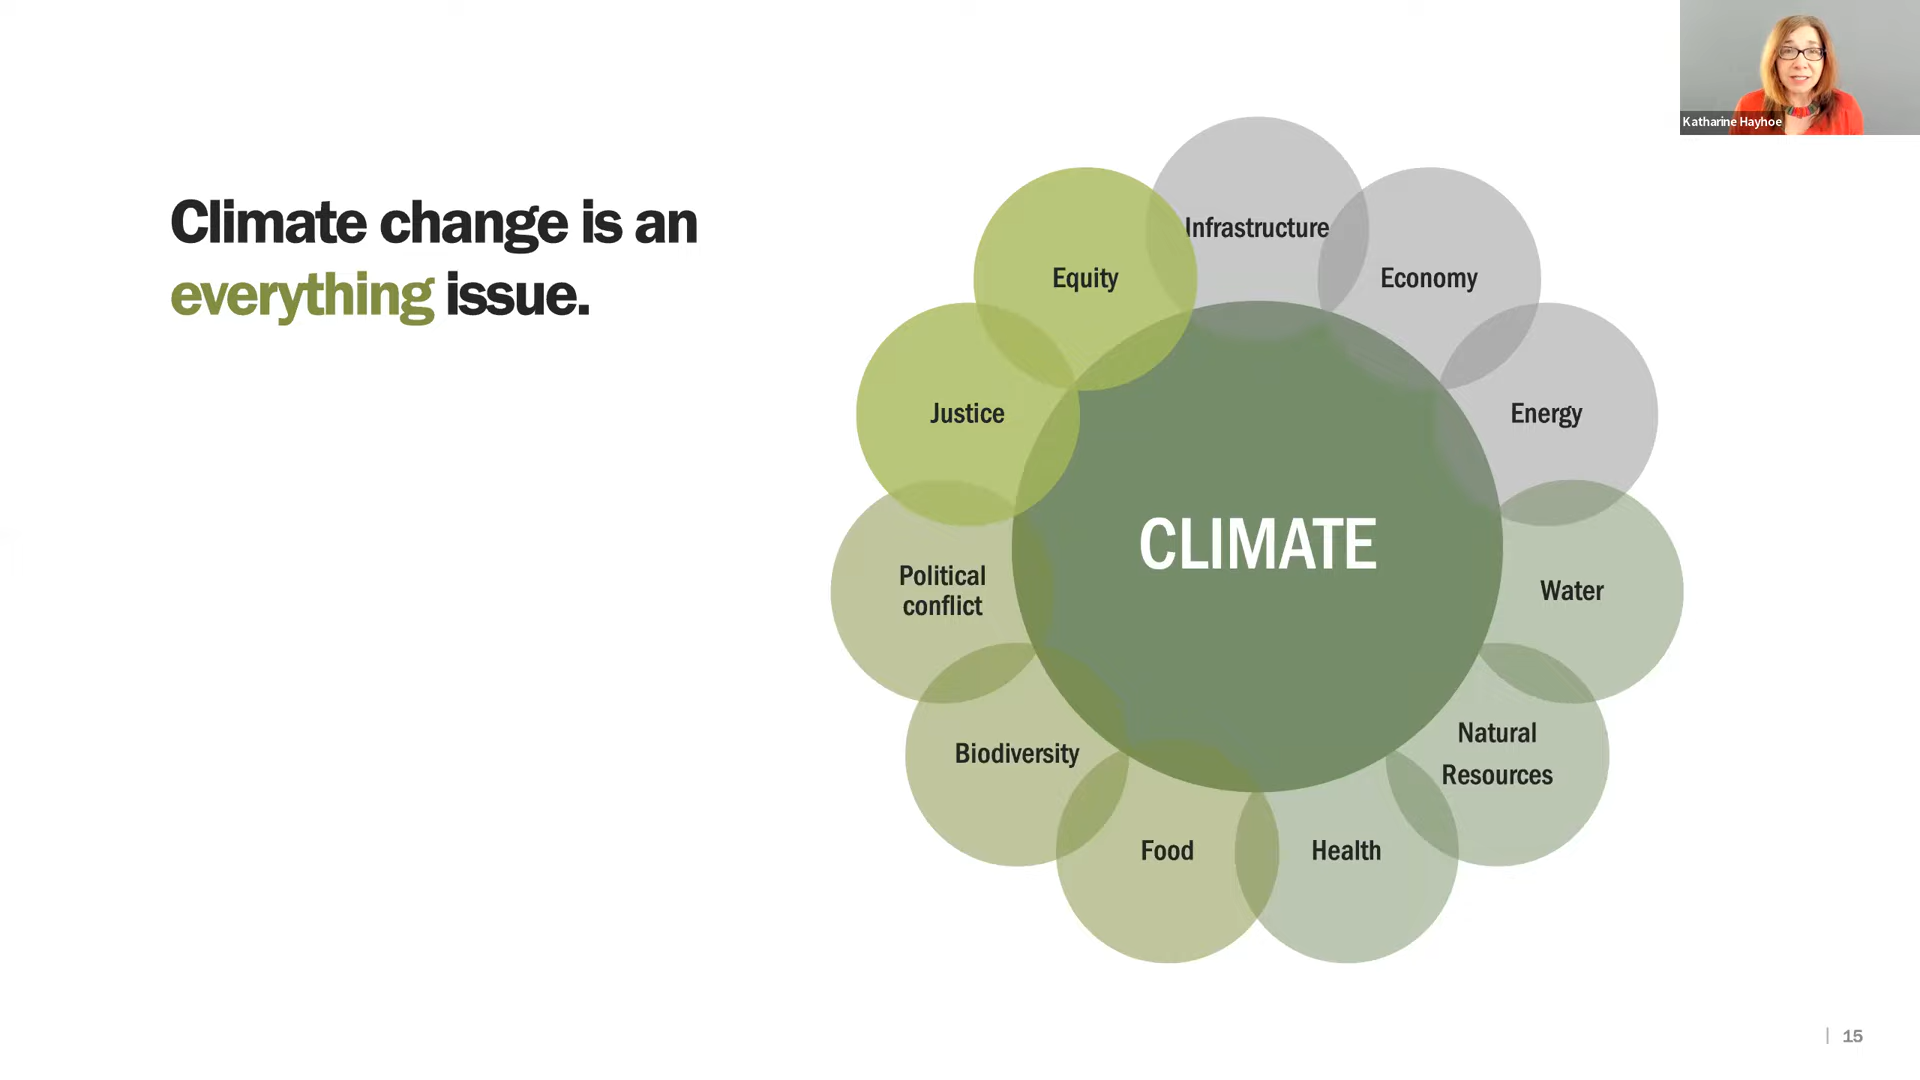 Katharine Hayhoe
Climate change is an
everything issue.
Infrastructure
Equity
Economy
Justice
Energy
CLIMATE
Political
conflict
Water
Biodiversity
Natural
Resources
Food
Health
15